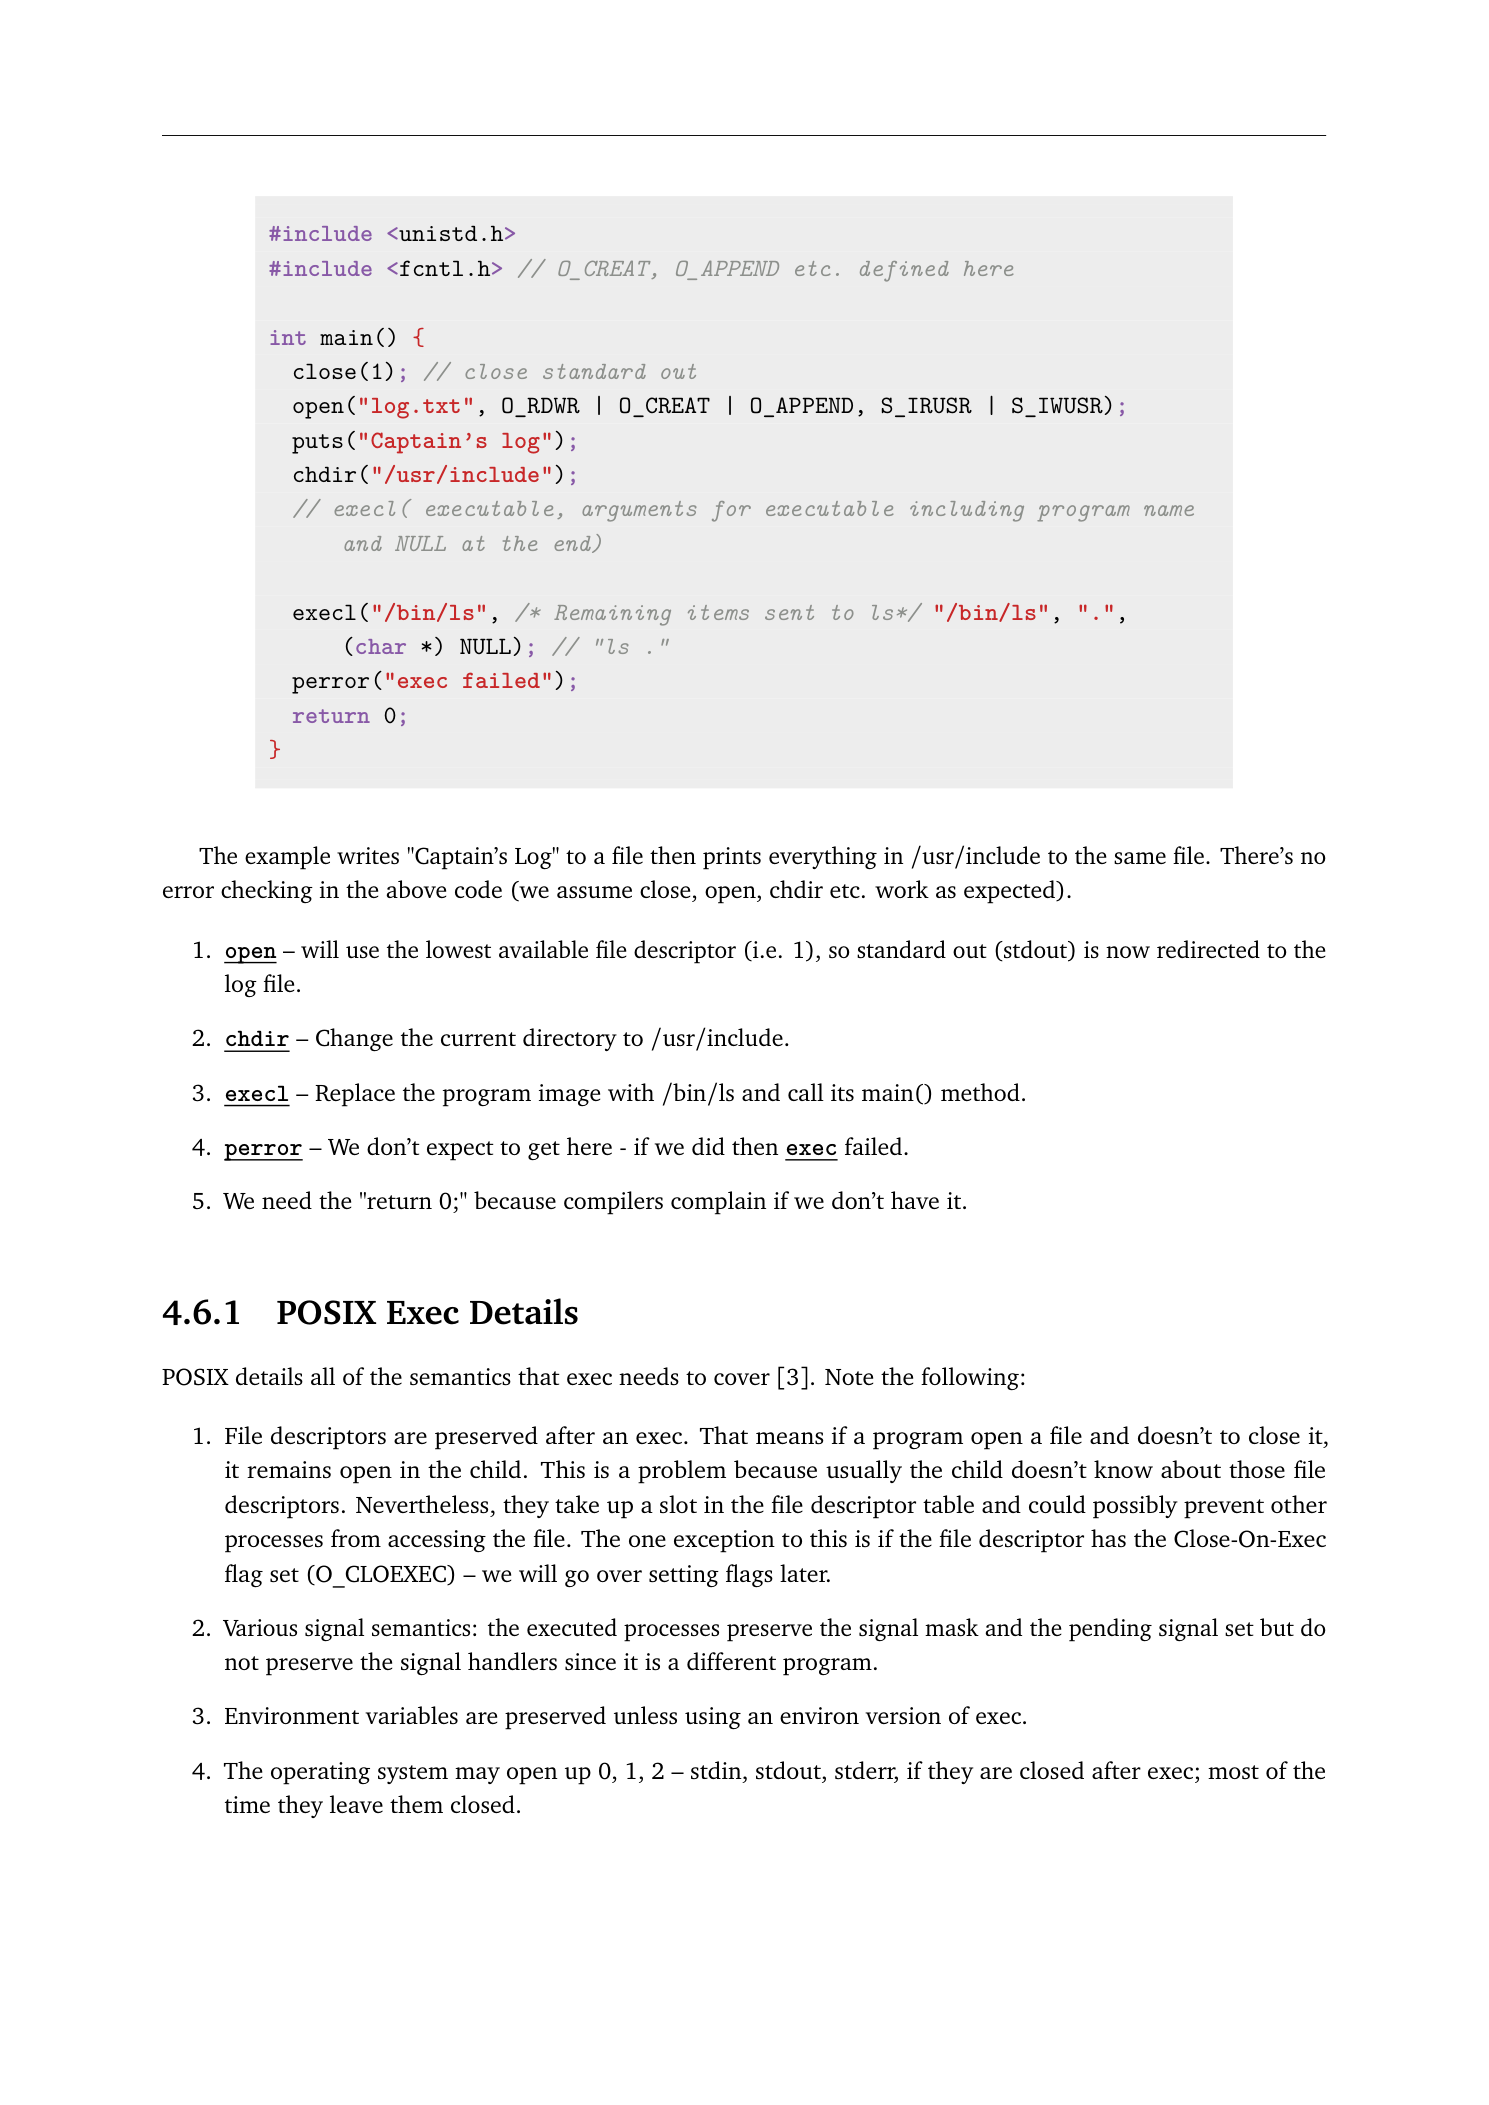 #include <unistd.h>
#include <fcntl.h> // O_CREAT, O_APPEND etc. defined here
int main() {
close(1); // close standard out
open("log.txt", O_RDWR | O_CREAT | O_APPEND, S_IRUSR | S_IWUSR);
puts("Captain’s log");
chdir("/usr/include");
// execl( executable, arguments for executable including program name
and NULL at the end)
execl("/bin/ls", /* Remaining items sent to ls*/ "/bin/ls", ".",
(char *) NULL); // "ls ."
perror("exec failed");
return 0;
}
The example writes "Captain’s Log" to a file then prints everything in /usr/include to the same file. There’s no
error checking in the above code (we assume close, open, chdir etc. work as expected).
1. open – will use the lowest available file descriptor (i.e. 1), so standard out (stdout) is now redirected to the
log file.
2. chdir – Change the current directory to /usr/include.
3. execl – Replace the program image with /bin/ls and call its main() method.
4. perror – We don’t expect to get here - if we did then exec failed.
5. We need the "return 0;" because compilers complain if we don’t have it.
4.6.1 POSIX Exec Details
POSIX details all of the semantics that exec needs to cover [3]. Note the following:
1. File descriptors are preserved after an exec. That means if a program open a file and doesn’t to close it,
it remains open in the child. This is a problem because usually the child doesn’t know about those file
descriptors. Nevertheless, they take up a slot in the file descriptor table and could possibly prevent other
processes from accessing the file. The one exception to this is if the file descriptor has the Close-On-Exec
flag set (O_CLOEXEC) – we will go over setting flags later.
2. Various signal semantics: the executed processes preserve the signal mask and the pending signal set but do
not preserve the signal handlers since it is a different program.
3. Environment variables are preserved unless using an environ version of exec.
4. The operating system may open up 0, 1, 2 – stdin, stdout, stderr, if they are closed after exec; most of the
time they leave them closed.